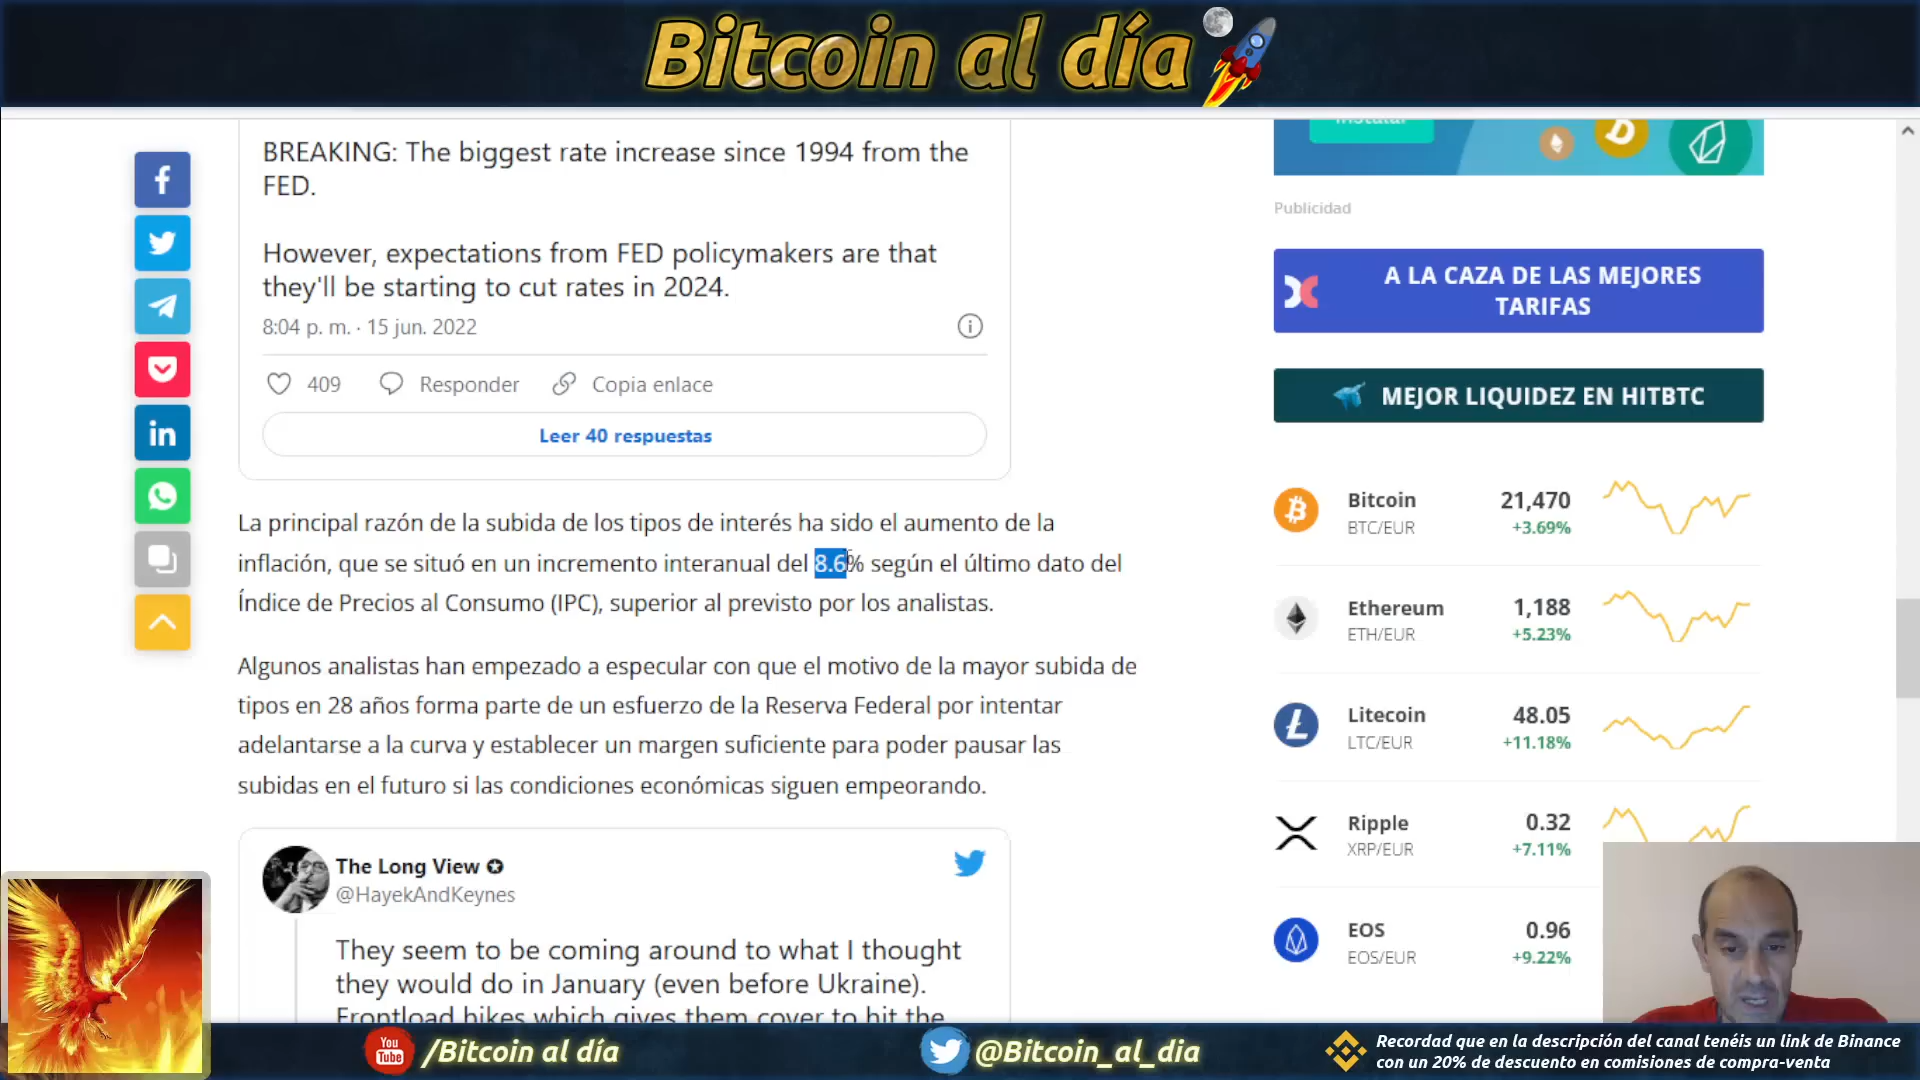 Bitcoin al día
BREAKING: The biggest rate increase since 1994 from the
FED.
However, expectations from FED policymakers are that
they'll be starting to cut rates in 2024.
8:04 p. m. · 15 jun. 2022
409 Responder Copia enlace
Leer 40 respuestas
La principal razón de la subida de los tipos de interés ha sido el aumento de la
inflación, que se situó en un incremento interanual del 8.6% según el último dato del
Índice de Precios al Consumo (IPC), superior al previsto por los analistas.
Algunos analistas han empezado a especular con que el motivo de la mayor subida de
tipos en 28 años forma parte de un esfuerzo de la Reserva Federal por intentar
adelantarse a la curva y establecer un margen suficiente para poder pausar las
subidas en el futuro si las condiciones económicas siguen empeorando.
The Long View
@HayekAndKeynes
They seem to be coming around to what I thought
they would do in January (even before Ukraine).
Frontload hikes which gives them cover to hit the
Instalar
Publicidad
A LA CAZA DE LAS MEJORES
TARIFAS
MEJOR LIQUIDEZ EN HITBTC
Bitcoin 21,470
BTC/EUR +3.69%
Ethereum 1,188
ETH/EUR +5.23%
Litecoin 48.05
LTC/EUR +11.18%
Ripple 0.32
XRP/EUR +7.11%
EOS 0.96
EOS/EUR +9.22%
You
Tube
/Bitcoin al día
@Bitcoin_al_dia
Recordad que en la descripción del canal tenéis un link de Binance
con un 20% de descuento en comisiones de compra-venta